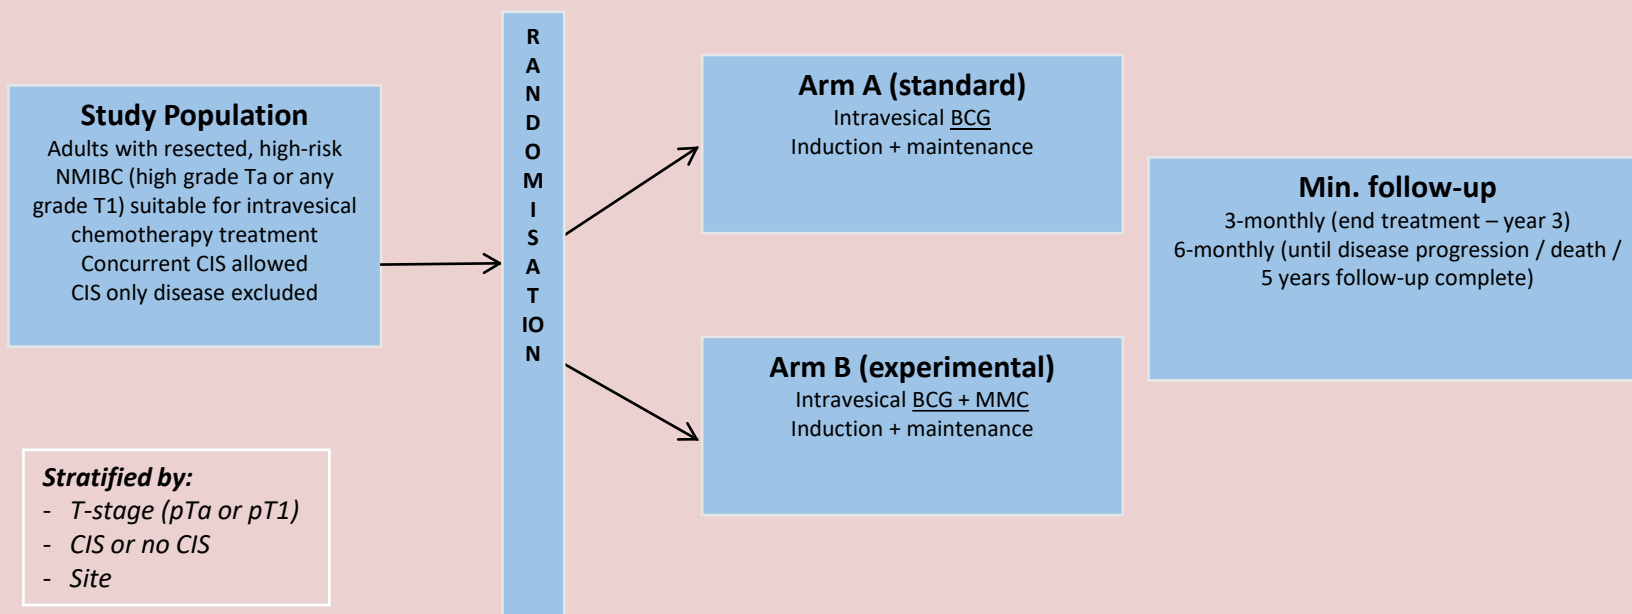 Study Population
Adults with resected, high-risk
NMIBC (high grade Ta or any
grade T1) suitable for intravesical
chemotherapy treatment
Concurrent CIS allowed
CIS only disease excluded
Stratified by:
- T-stage (pTa or pT1)
- CIS or no CIS
- Site
R
A
N
D
O
M
I
S
A
T
IO
N
Arm A (standard)
Intravesical BCG
Induction + maintenance
Arm B (experimental)
Intravesical BCG + MMC
Induction + maintenance
Min. follow-up
3-monthly (end treatment – year 3)
6-monthly (until disease progression / death /
5 years follow-up complete)